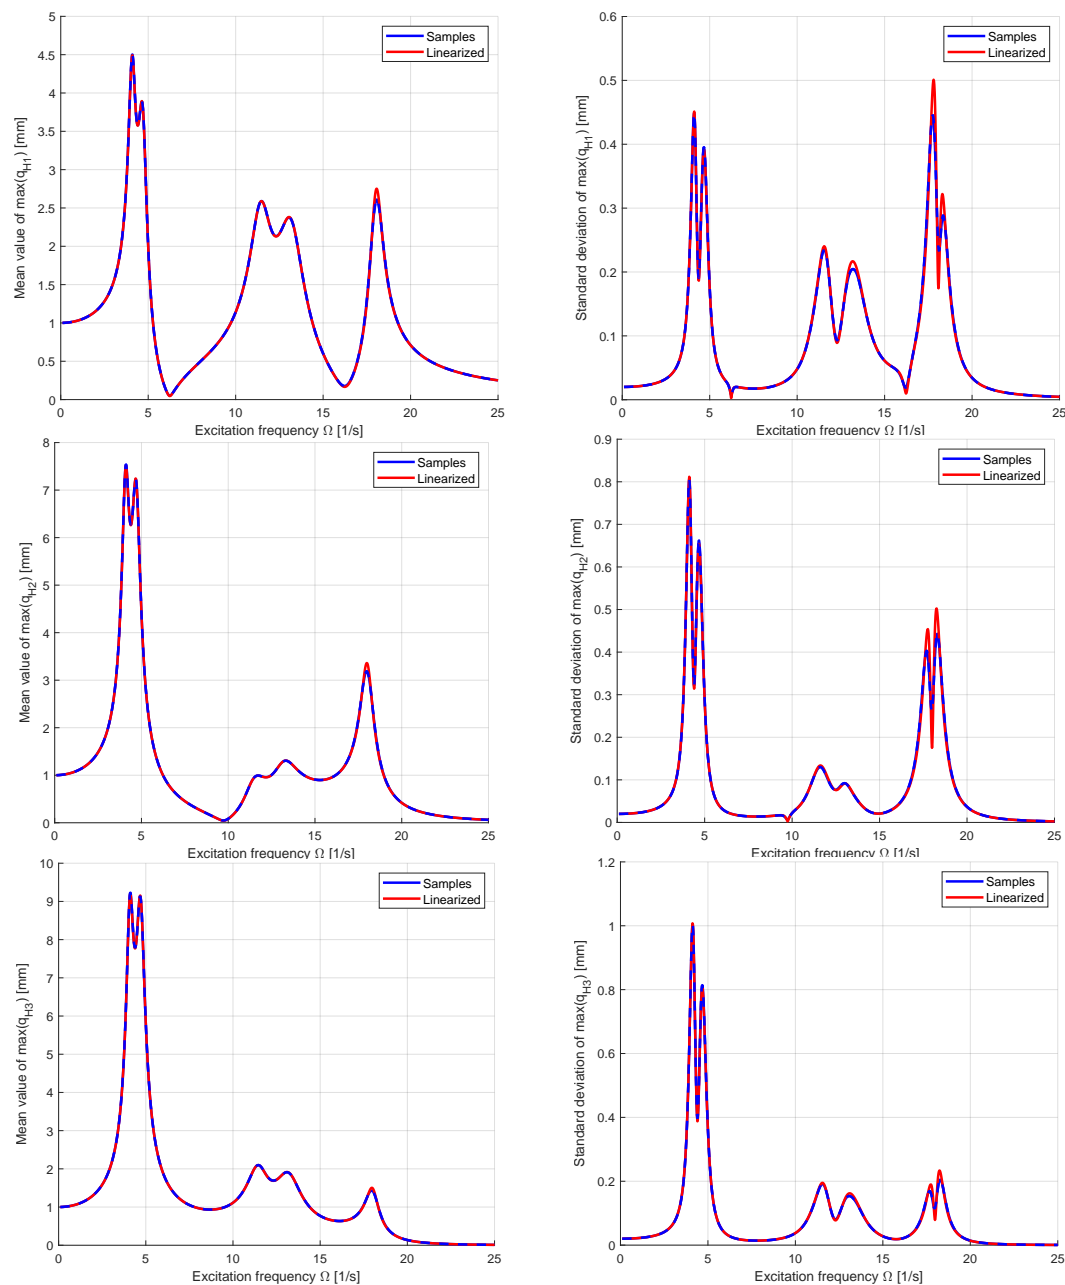 Mean value of max(q_H1) [mm]
5
4.5
4
3.5
3
2.5
2
1.5
1
0.5
0
0 5 10 15 20 25
Excitation frequency Ω [1/s]
Samples
Linearized
Standard deviation of max(q_H1) [mm]
0.6
0.5
0.4
0.3
0.2
0.1
0
0 5 10 15 20 25
Excitation frequency Ω [1/s]
Samples
Linearized
Mean value of max(q_H2) [mm]
8
7
6
5
4
3
2
1
0
0 5 10 15 20 25
Excitation frequency Ω [1/s]
Samples
Linearized
Standard deviation of max(q_H2) [mm]
0.9
0.8
0.7
0.6
0.5
0.4
0.3
0.2
0.1
0
0 5 10 15 20 25
Excitation frequency Ω [1/s]
Samples
Linearized
Mean value of max(q_H3) [mm]
10
9
8
7
6
5
4
3
2
1
0
0 5 10 15 20 25
Excitation frequency Ω [1/s]
Samples
Linearized
Standard deviation of max(q_H3) [mm]
1.2
1
0.8
0.6
0.4
0.2
0
0 5 10 15 20 25
Excitation frequency Ω [1/s]
Samples
Linearized